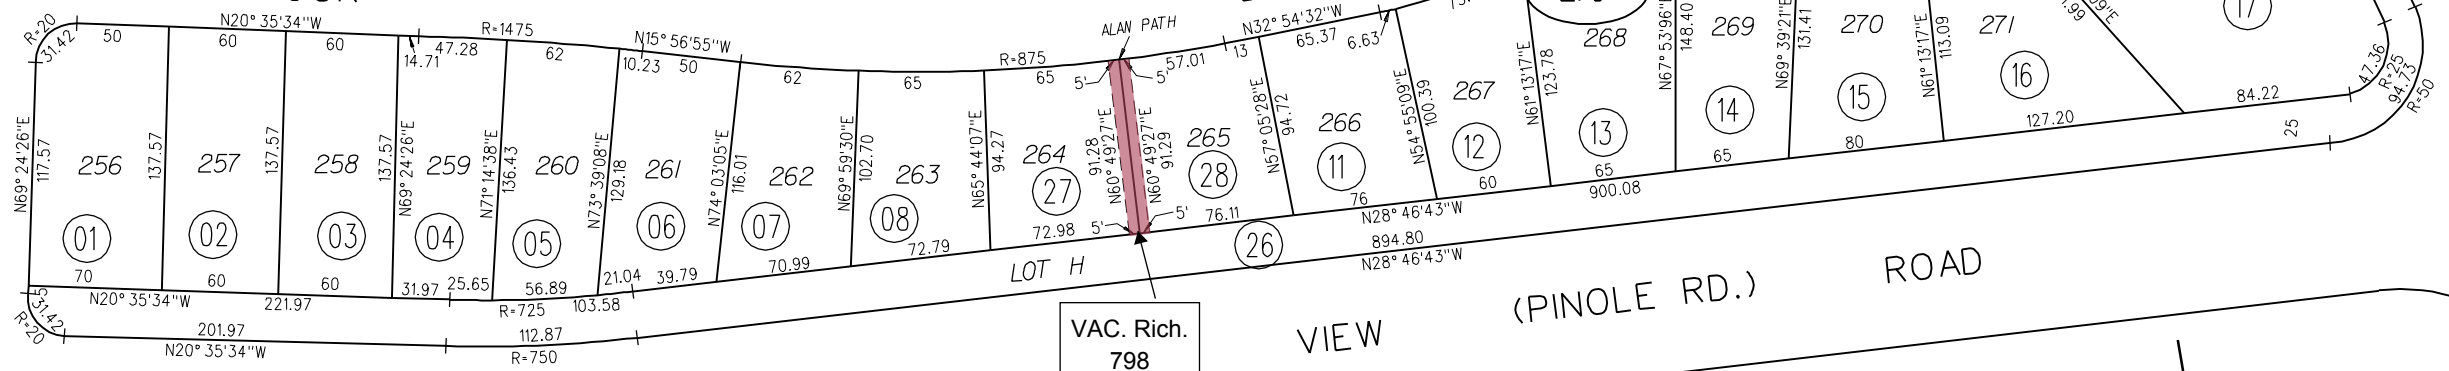 R=20
31.42
N20° 35'34"W
50
60
60
14.71
R=1475
47.28
62
N15° 56'55"W
10.23
50
62
65
R=875
65
ALAN PATH
5'
5'
57.01
13
N32° 54'32"W
65.37
6.63
N69° 24'26"E
117.57
256
01
137.57
257
02
137.57
258
03
137.57
N69° 24'26"E
259
04
N71° 14'38"E
136.43
260
05
N73° 39'08"E
129.18
261
06
N74° 03'05"E
116.01
262
07
N69° 59'30"E
102.70
263
08
N65° 44'07"E
94.27
264
27
91.28
N60° 49'27"E
N60° 49'27"E
91.29
265
28
N57° 05'28"E
94.72
266
11
N54° 55'09"E
100.39
267
12
N61° 13'17"E
123.78
268
13
N67° 53'96"E
148.40
269
14
N69° 39'21"E
131.41
270
15
N61° 13'17"E
113.09
271
16
17
47.36
R=25
94.73
R=50
70
60
60
31.97
25.65
56.89
21.04
39.79
70.99
72.79
72.98
5'
5'
76.11
76
60
65
65
80
127.20
84.22
25
N20° 35'34"W
221.97
R=725
103.58
LOT H
26
N28° 46'43"W
900.08
894.80
N28° 46'43"W
5
31.42
R=20
201.97
N20° 35'34"W
112.87
R=750
VAC. Rich.
798
VIEW
(PINOLE RD.)
ROAD